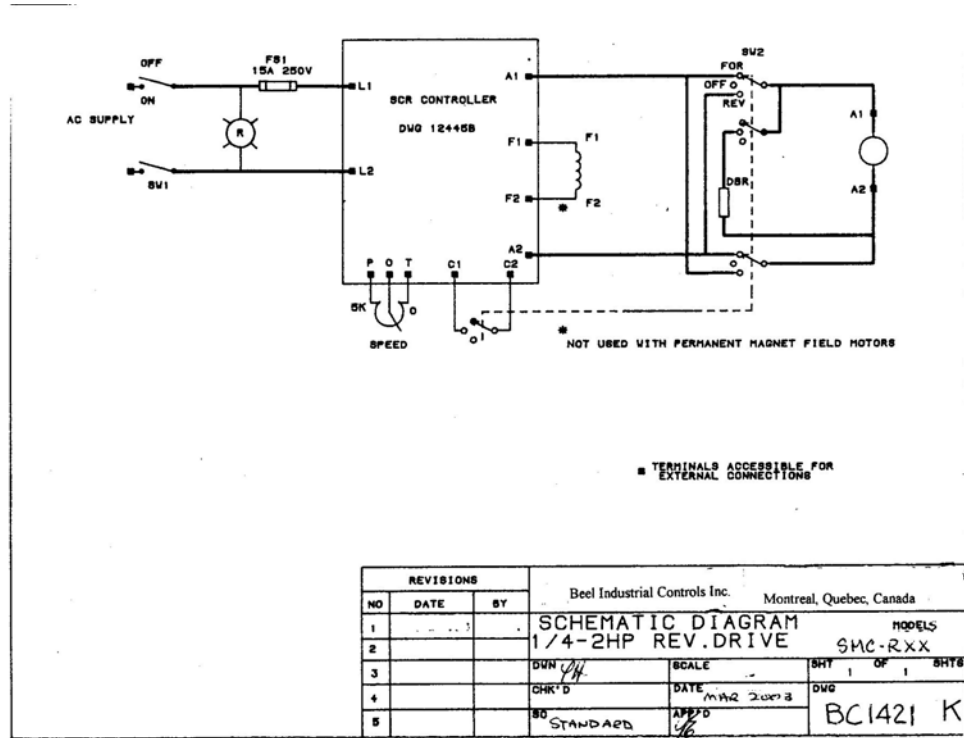 OFF
ON
AC SUPPLY
SW1
FS1
15A 250V
R
L1
L2
SCR CONTROLLER
DWG 12445B
A1
F1
F2
A2
F1
F2
*
P O T
C1 C2
5K
0
SPEED
SW2
FOR
OFF
REV
DBR
A1
A2
* NOT USED WITH PERMANENT MAGNET FIELD MOTORS
TERMINALS ACCESSIBLE FOR
EXTERNAL CONNECTIONS
REVISIONS
NO DATE BY
1
2
3
4
5
Beel Industrial Controls Inc. Montreal, Quebec, Canada
SCHEMATIC DIAGRAM
1/4-2HP REV.DRIVE
MODELS
SMC-RXX
DWN
SCALE
SHT 1 OF 1 SHTS
CHK'D
DATE MAR 2003
DWG
BC1421 K
SO STANDARD
APP'D